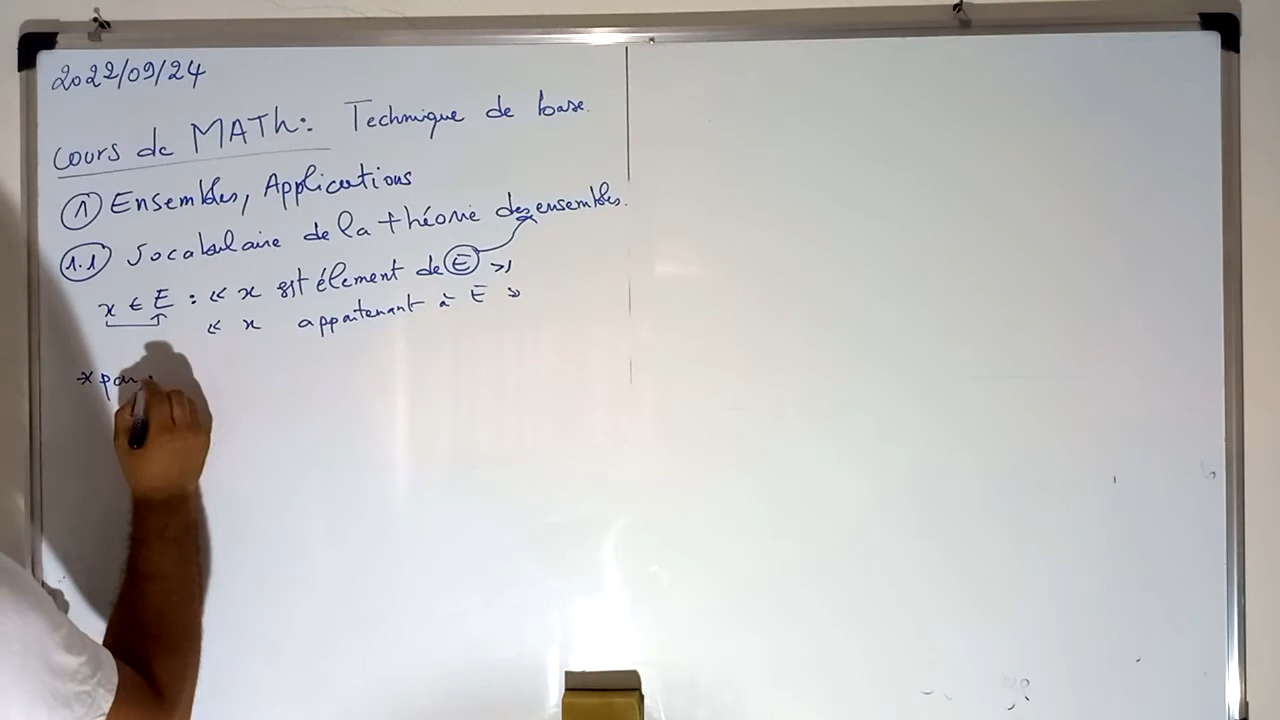 2022/09/24
Cours de MATH: Technique de base.
① Ensembles, Applications
1.1 Vocabulaire de la théorie des ensembles.
x ∈ E : « x est élément de E »
« x appartenant à E »
* par